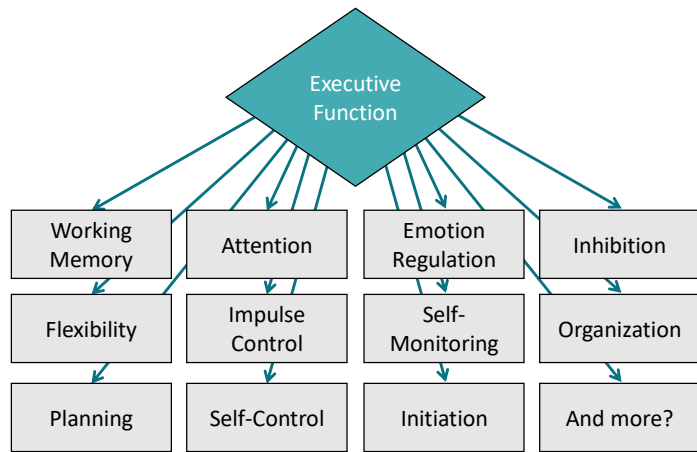 Executive
Function
Working
Memory
Attention
Emotion
Regulation
Inhibition
Flexibility
Impulse
Control
Self-
Monitoring
Organization
Planning
Self-Control
Initiation
And more?